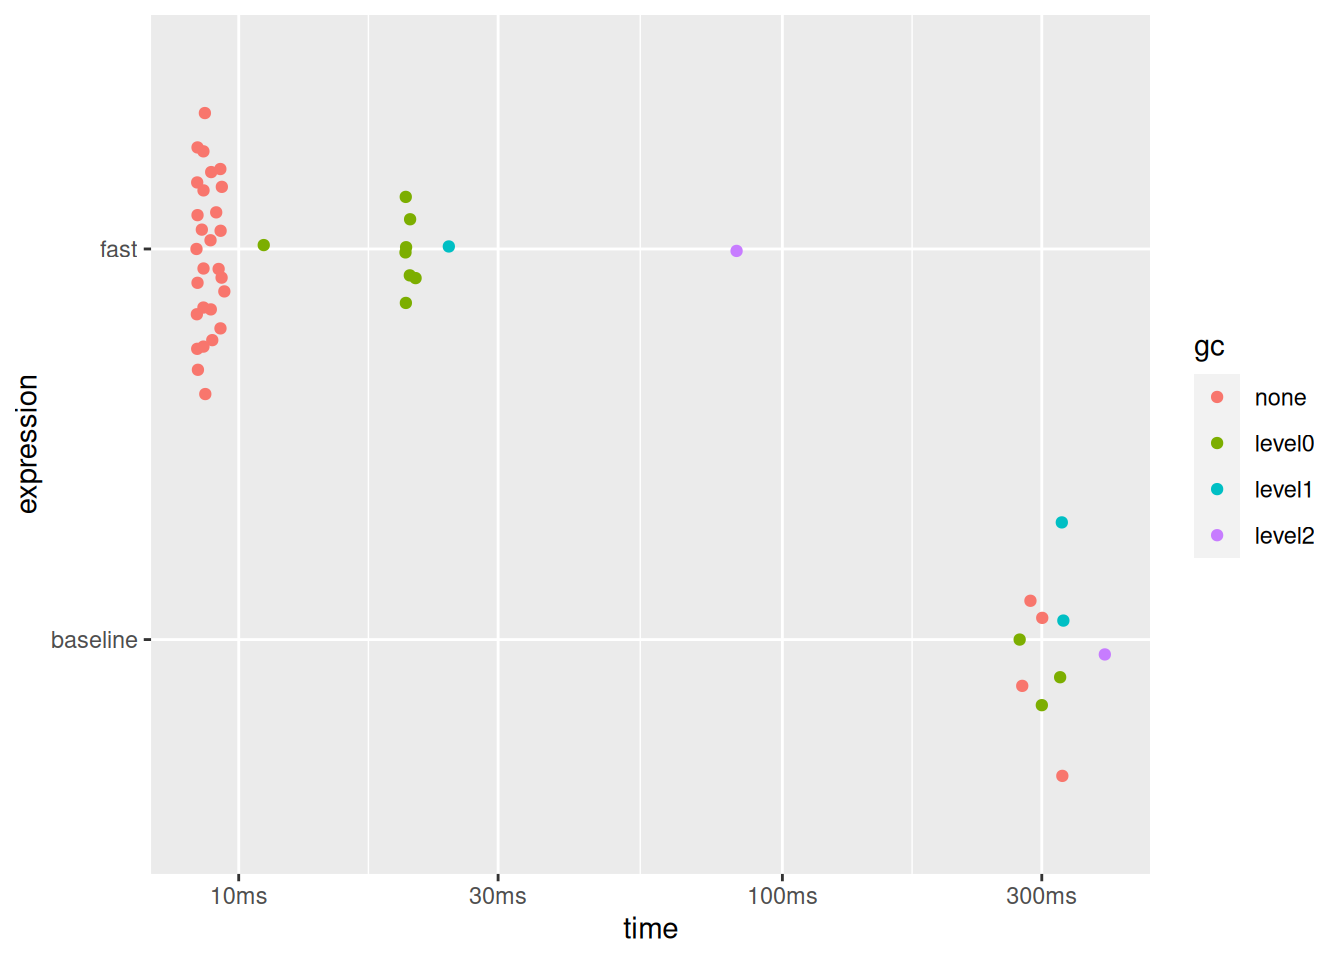 fast
baseline
expression
10ms
30ms
100ms
300ms
time
gc
none
level0
level1
level2